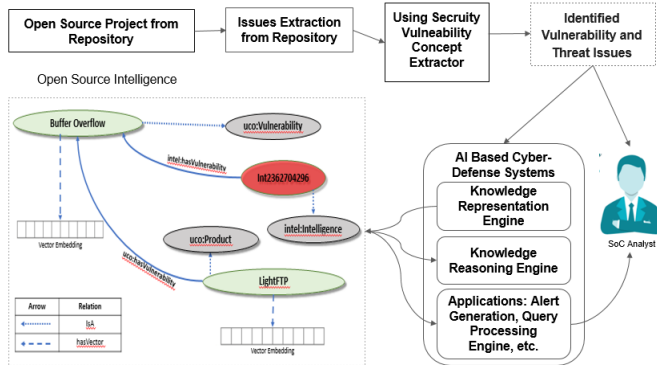 Open Source Project from
Repository
Issues Extraction
from Repository
Using Secruity
Vulneability
Concept
Extractor
Identified
Vulnerability and
Threat Issues
Open Source Intelligence
Buffer Overflow
uco:Vulnerability
intel:hasVulnerability
Int2362704296
intel:Intelligence
uco:Product
uco:hasVulnerability
LightFTP
Vector Embedding
Vector Embedding
Arrow Relation
IsA
hasVector
AI Based Cyber-
Defense Systems
Knowledge
Representation
Engine
Knowledge
Reasoning Engine
Applications: Alert
Generation, Query
Processing
Engine, etc.
SoC Analyst